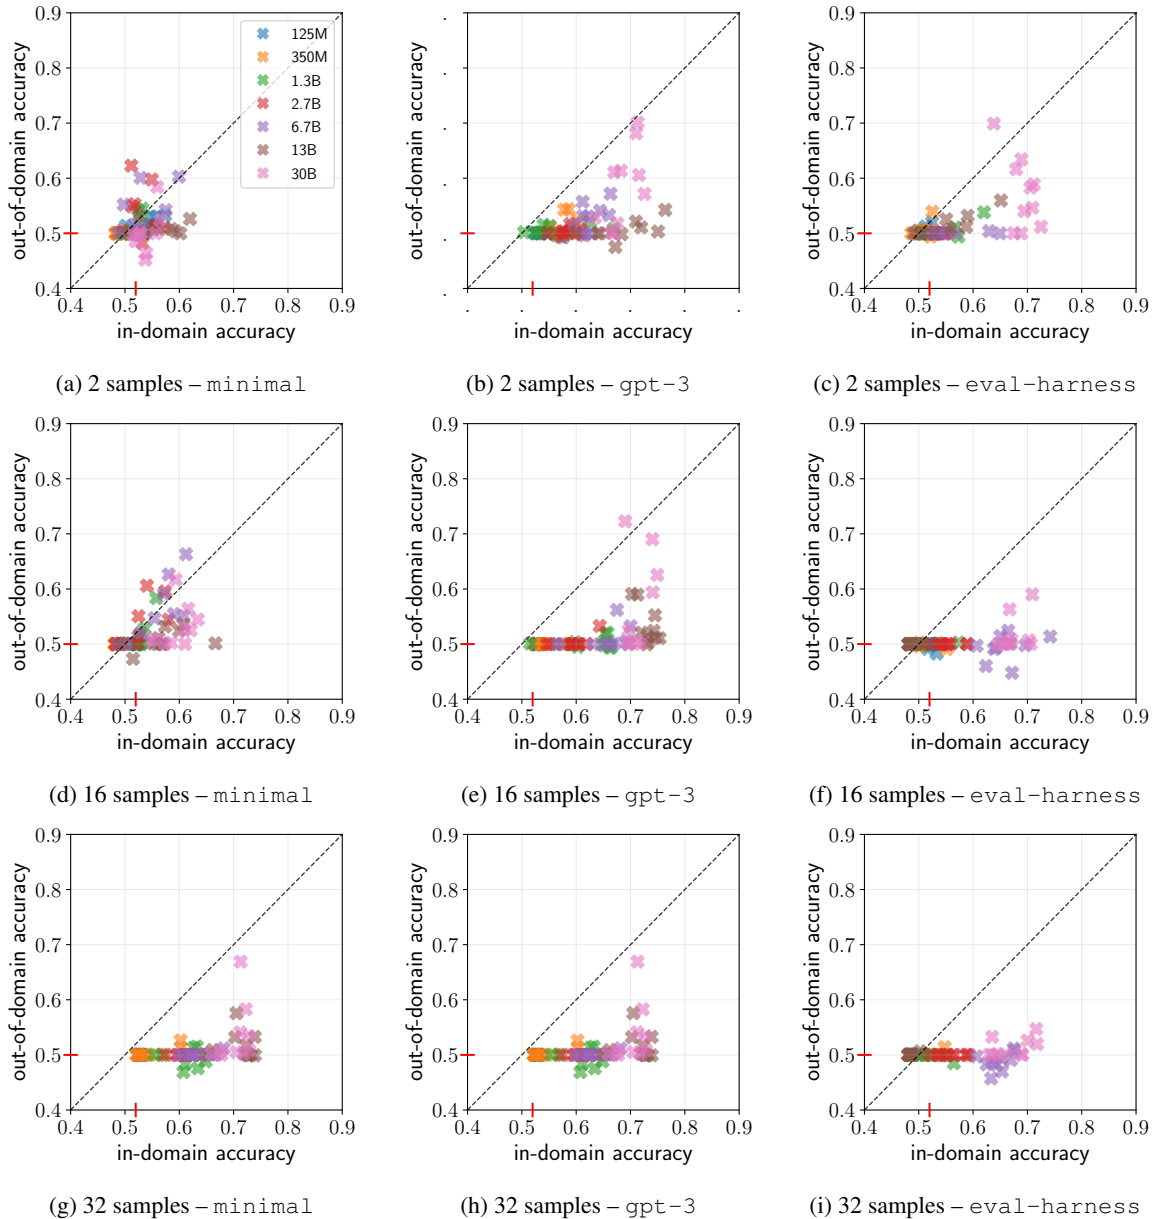 0.9
0.8
0.7
0.6
0.5
0.4
out-of-domain accuracy
125M
350M
1.3B
2.7B
6.7B
13B
30B
0.4 0.5 0.6 0.7 0.8 0.9
in-domain accuracy
(a) 2 samples – minimal
out-of-domain accuracy
in-domain accuracy
(b) 2 samples – gpt-3
0.9
0.8
0.7
0.6
0.5
0.4
out-of-domain accuracy
0.4 0.5 0.6 0.7 0.8 0.9
in-domain accuracy
(c) 2 samples – eval-harness
0.9
0.8
0.7
0.6
0.5
0.4
out-of-domain accuracy
0.4 0.5 0.6 0.7 0.8 0.9
in-domain accuracy
(d) 16 samples – minimal
0.9
0.8
0.7
0.6
0.5
0.4
out-of-domain accuracy
0.4 0.5 0.6 0.7 0.8 0.9
in-domain accuracy
(e) 16 samples – gpt-3
0.9
0.8
0.7
0.6
0.5
0.4
out-of-domain accuracy
0.4 0.5 0.6 0.7 0.8 0.9
in-domain accuracy
(f) 16 samples – eval-harness
0.9
0.8
0.7
0.6
0.5
0.4
out-of-domain accuracy
0.4 0.5 0.6 0.7 0.8 0.9
in-domain accuracy
(g) 32 samples – minimal
0.9
0.8
0.7
0.6
0.5
0.4
out-of-domain accuracy
0.4 0.5 0.6 0.7 0.8 0.9
in-domain accuracy
(h) 32 samples – gpt-3
0.9
0.8
0.7
0.6
0.5
0.4
out-of-domain accuracy
0.4 0.5 0.6 0.7 0.8 0.9
in-domain accuracy
(i) 32 samples – eval-harness